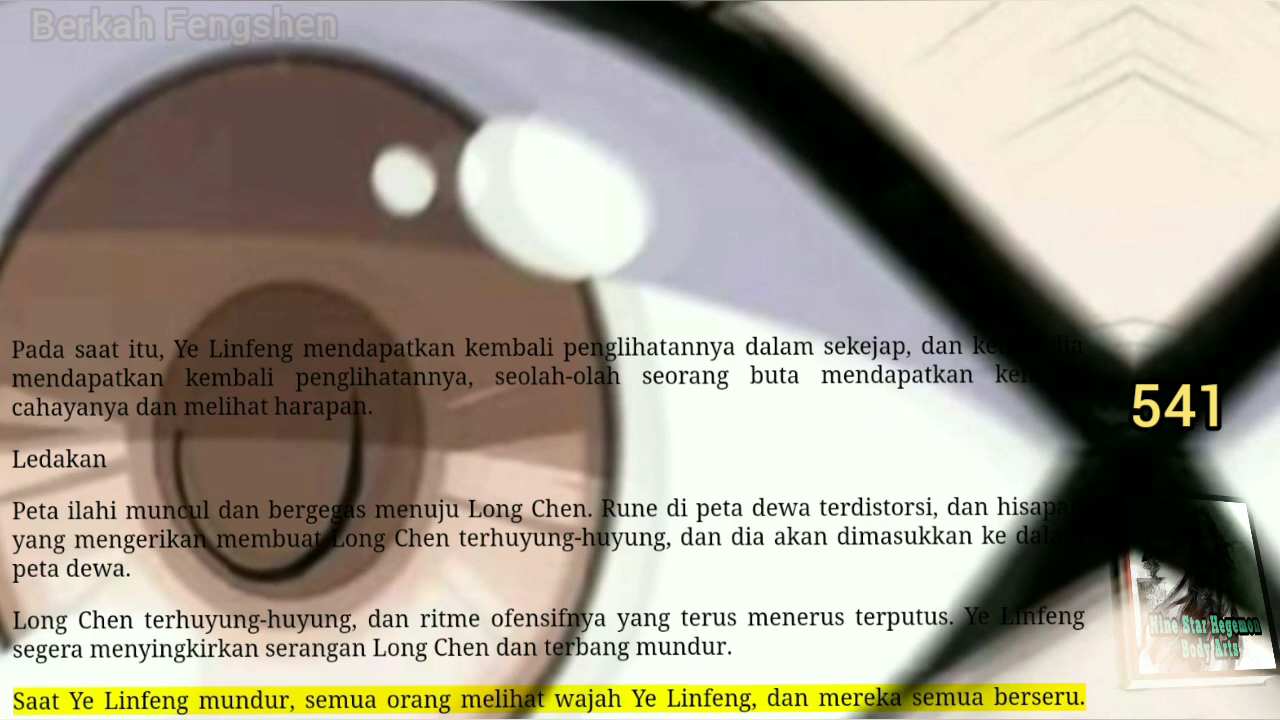 Berkah Fengshen
Pada saat itu, Ye Linfeng mendapatkan kembali penglihatannya dalam sekejap, dan ketika dia
mendapatkan kembali penglihatannya, seolah-olah seorang buta mendapatkan kembali
cahayanya dan melihat harapan.
Ledakan
Peta ilahi muncul dan bergegas menuju Long Chen. Rune di peta dewa terdistorsi, dan hisapan
yang mengerikan membuat Long Chen terhuyung-huyung, dan dia akan dimasukkan ke dalam
peta dewa.
Long Chen terhuyung-huyung, dan ritme ofensifnya yang terus menerus terputus. Ye Linfeng
segera menyingkirkan serangan Long Chen dan terbang mundur.
Saat Ye Linfeng mundur, semua orang melihat wajah Ye Linfeng, dan mereka semua berseru.
541
Nine Star Hegemon
Body Arts